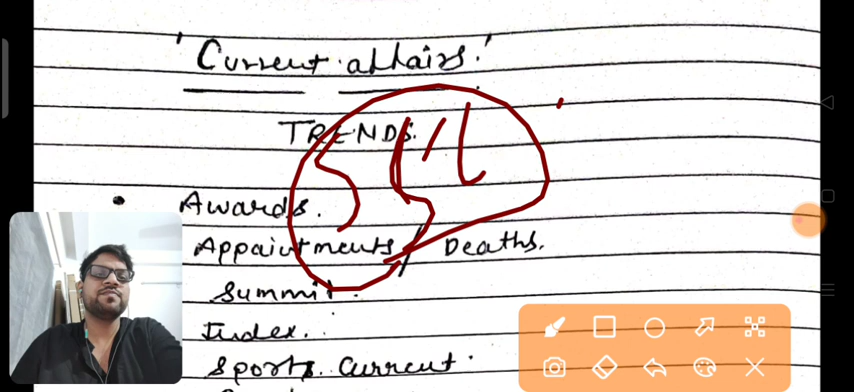 'Current affairs.'
TRENDS.
Awards.
Appointments / Deaths.
Summit.
Index.
Sports. Current.